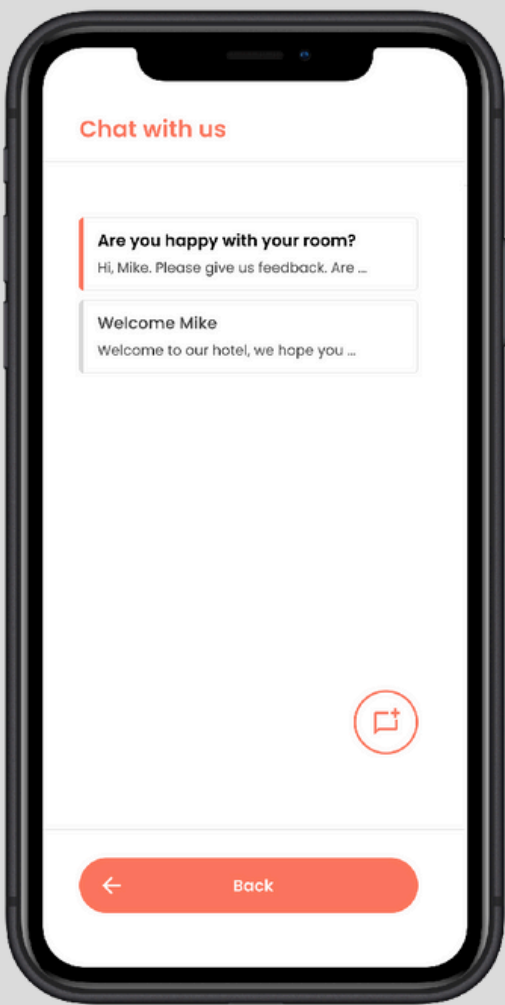 Chat with us
Are you happy with your room?
Hi, Mike. Please give us feedback. Are ...
Welcome Mike
Welcome to our hotel, we hope you ...
Back